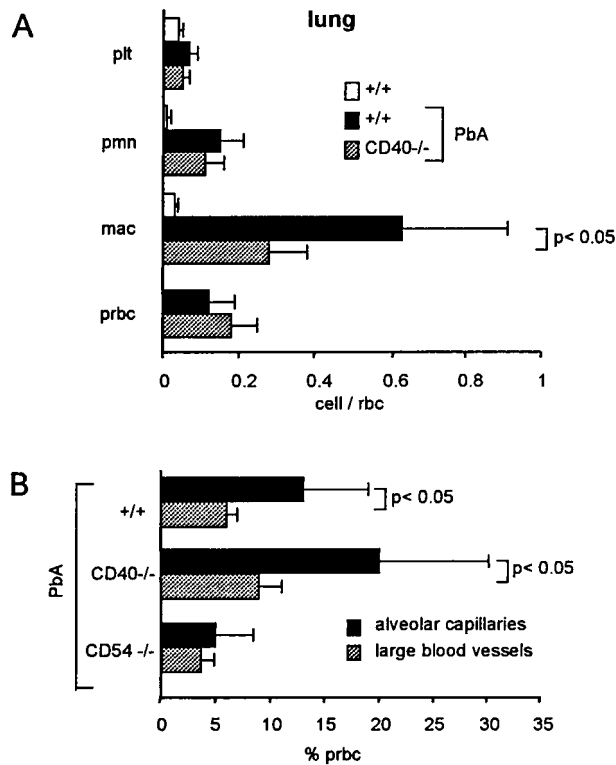 A
lung
plt
+/+
+/+
PbA
CD40-/-
pmn
mac
p< 0.05
prbc
0 0.2 0.4 0.6 0.8 1
cell / rbc
B
+/+
p< 0.05
PbA
CD40-/-
p< 0.05
CD54 -/-
alveolar capillaries
large blood vessels
0 5 10 15 20 25 30 35
% prbc